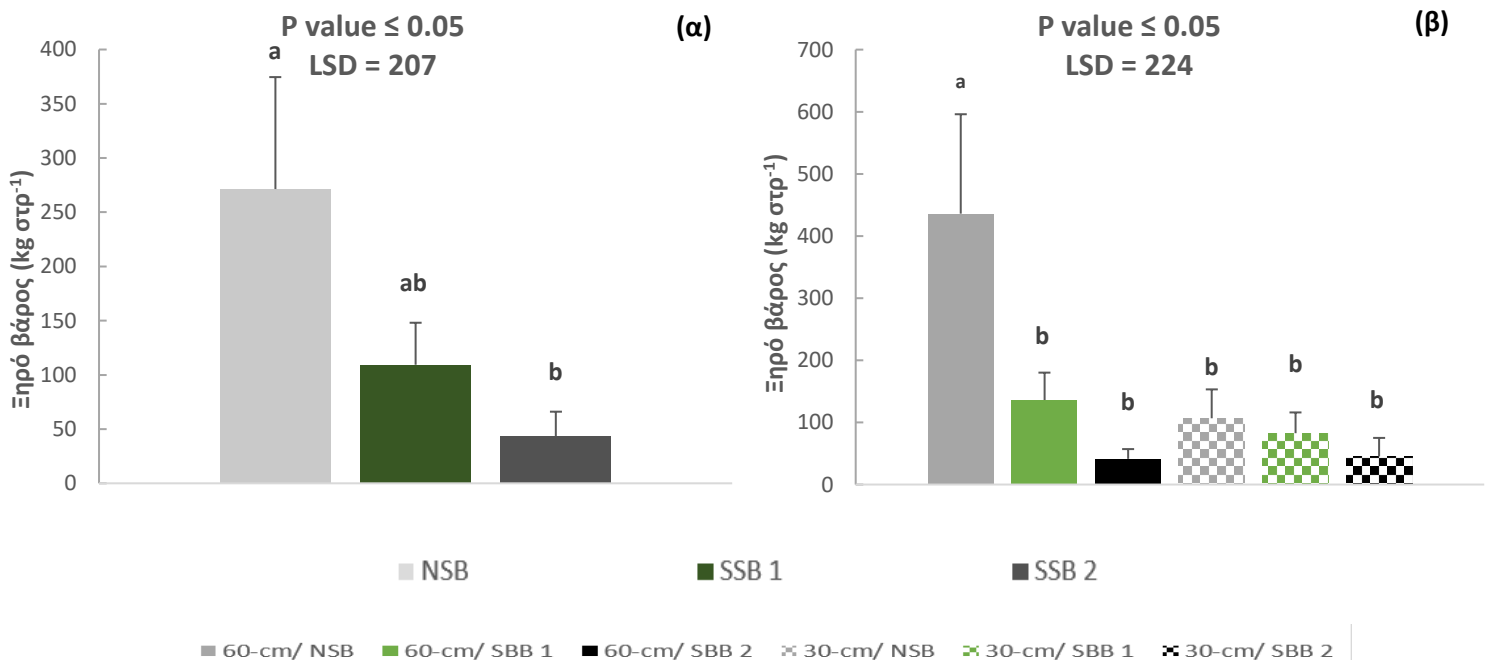 P value ≤ 0.05
LSD = 207
(α)
Ξηρό βάρος (kg στρ⁻¹)
400
350
300
250
200
150
100
50
0
a
ab
b
P value ≤ 0.05
LSD = 224
(β)
Ξηρό βάρος (kg στρ⁻¹)
700
600
500
400
300
200
100
0
a
b
b
b
b
b
NSB SSB 1 SSB 2
60-cm/ NSB 60-cm/ SBB 1 60-cm/ SBB 2 30-cm/ NSB 30-cm/ SBB 1 30-cm/ SBB 2